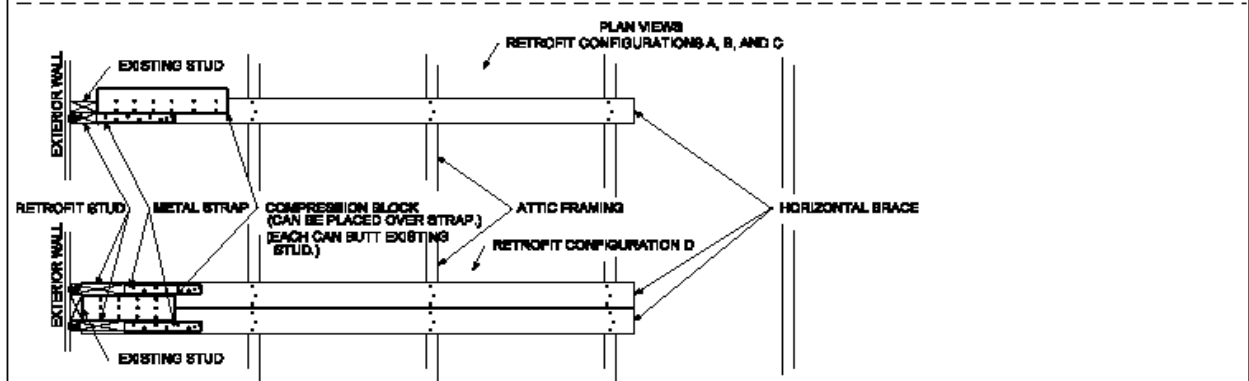 PLAN VIEWS
RETROFIT CONFIGURATIONS A, B, AND C
EXISTING STUD
EXTERIOR WALL
RETROFIT STUD
METAL STRAP
COMPRESSION BLOCK
(CAN BE PLACED OVER STRAP.)
(EACH CAN BUTT EXISTING
STUD.)
ATTIC FRAMING
HORIZONTAL BRACE
RETROFIT CONFIGURATION D
EXTERIOR WALL
EXISTING STUD